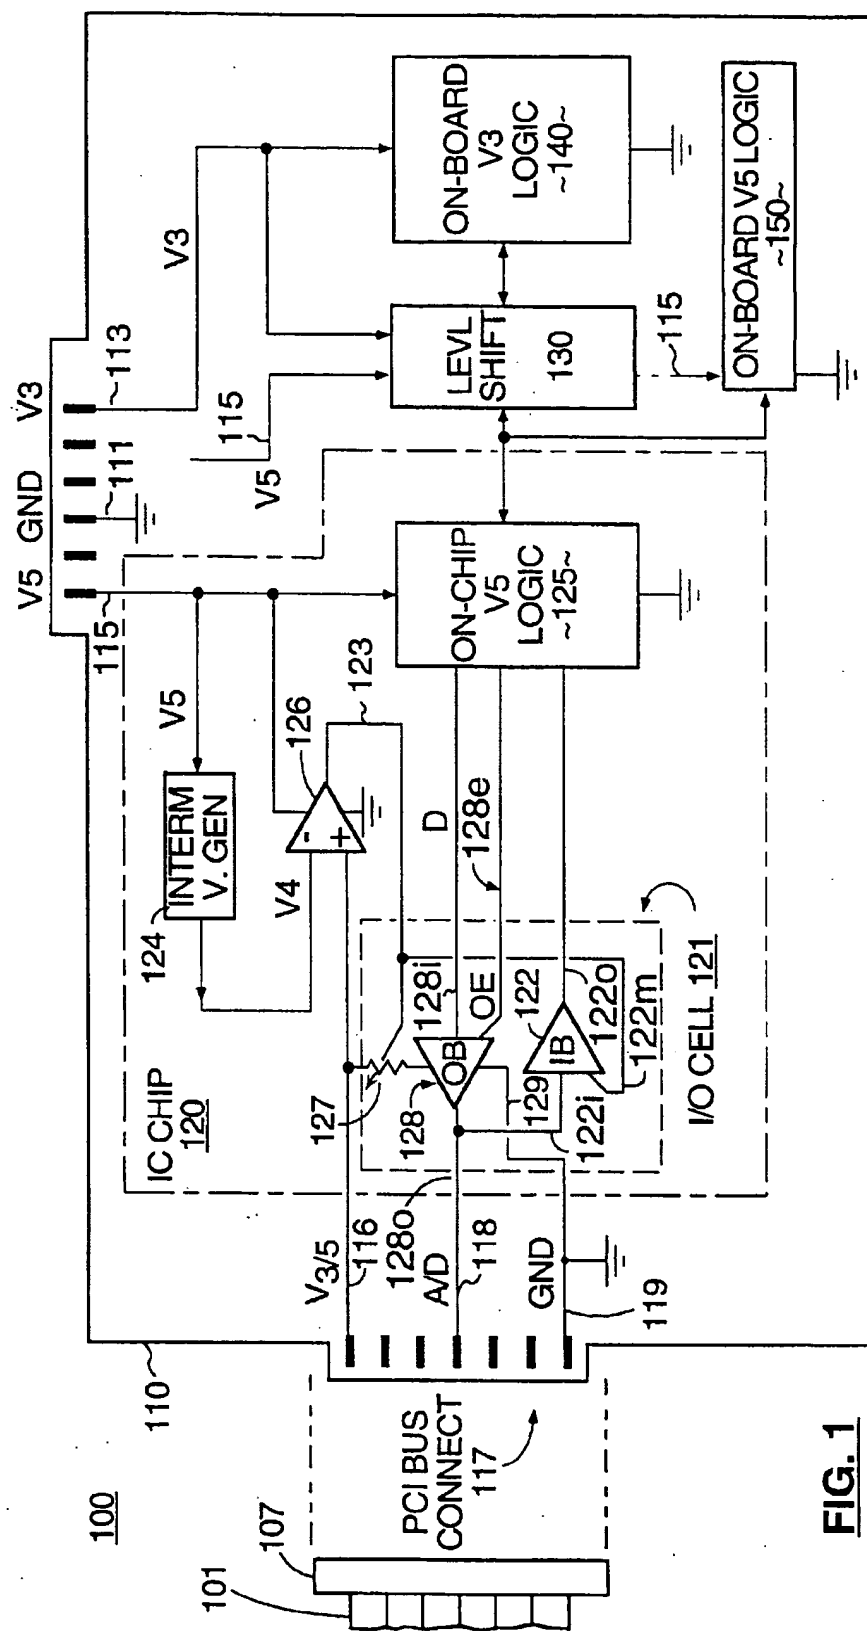 100
110
V5
GND
V3
115
111
113
V3
V5
115
IC CHIP
120
124
INTERM
V. GEN
V5
V4
126
-
+
123
ON-CHIP
V5
LOGIC
~125~
LEVL
SHIFT
130
ON-BOARD
V3
LOGIC
~140~
115
ON-BOARD V5 LOGIC
~150~
101
107
PCI BUS
CONNECT
117
V3/5
116
128o
A/D
118
GND
119
127
128
OB
128i
D
OE
128e
129
122
IB
122o
122i
122m
I/O CELL 121
FIG. 1